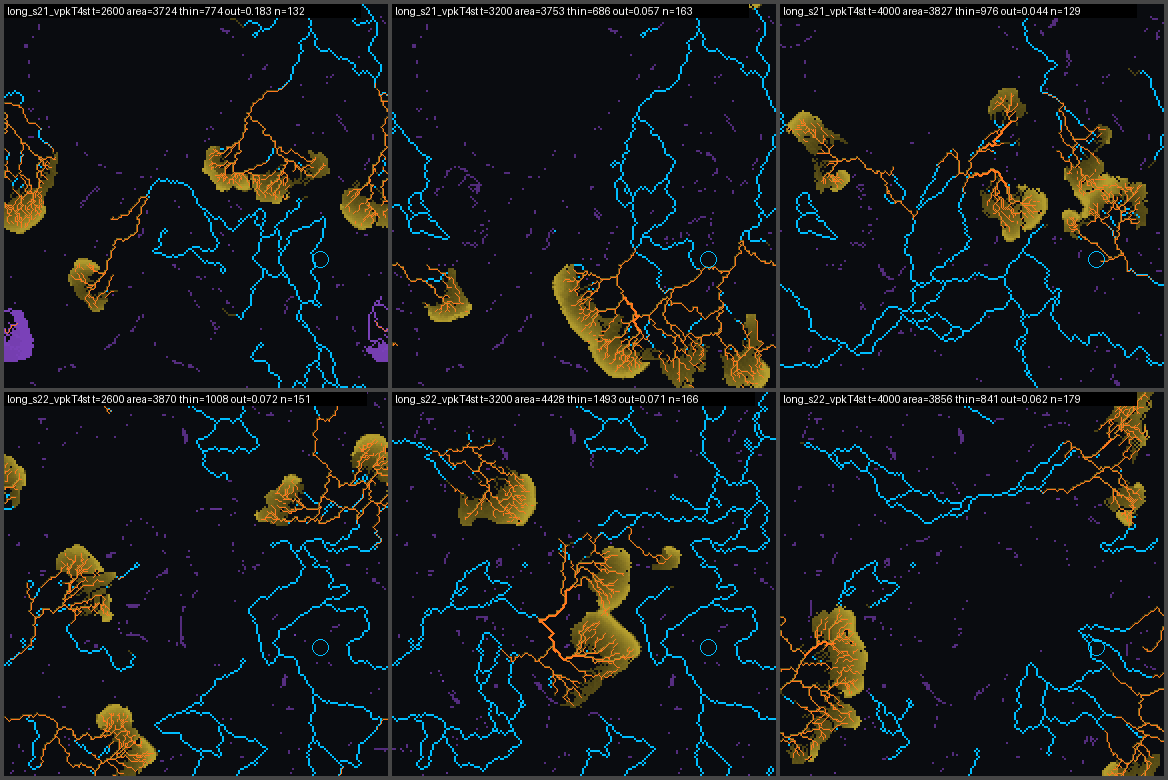 long_s21_vpkT4st t=2600 area=3724 thin=774 out=0.183 n=132
long_s21_vpkT4st t=3200 area=3753 thin=686 out=0.057 n=163
long_s21_vpkT4st t=4000 area=3827 thin=976 out=0.044 n=129
long_s22_vpkT4st t=2600 area=3870 thin=1008 out=0.072 n=151
long_s22_vpkT4st t=3200 area=4428 thin=1493 out=0.071 n=166
long_s22_vpkT4st t=4000 area=3856 thin=841 out=0.062 n=179